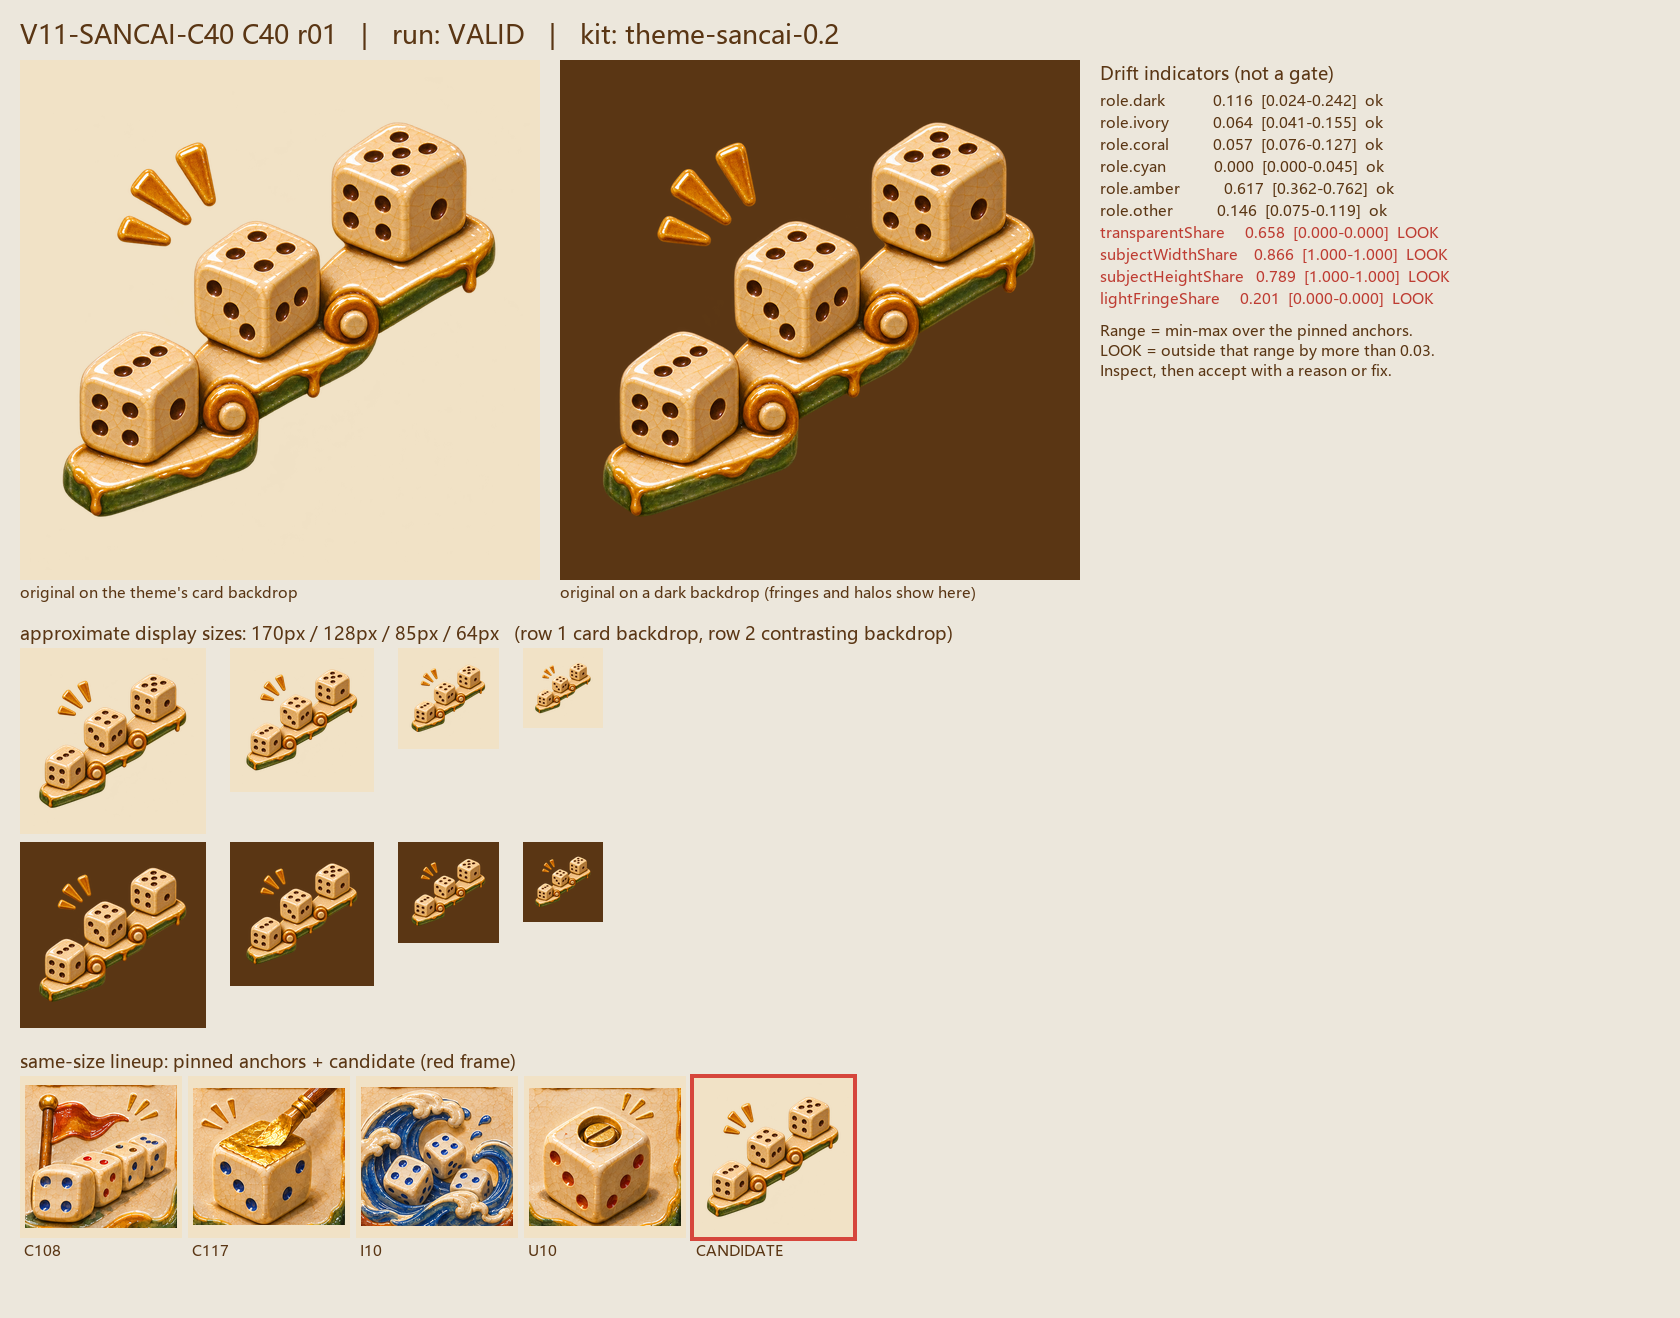 V11-SANCAI-C40 C40 r01 | run: VALID | kit: theme-sancai-0.2
original on the theme's card backdrop
original on a dark backdrop (fringes and halos show here)
Drift indicators (not a gate)
role.dark 0.116 [0.024-0.242] ok
role.ivory 0.064 [0.041-0.155] ok
role.coral 0.057 [0.076-0.127] ok
role.cyan 0.000 [0.000-0.045] ok
role.amber 0.617 [0.362-0.762] ok
role.other 0.146 [0.075-0.119] ok
transparentShare 0.658 [0.000-0.000] LOOK
subjectWidthShare 0.866 [1.000-1.000] LOOK
subjectHeightShare 0.789 [1.000-1.000] LOOK
lightFringeShare 0.201 [0.000-0.000] LOOK
Range = min-max over the pinned anchors.
LOOK = outside that range by more than 0.03.
Inspect, then accept with a reason or fix.
approximate display sizes: 170px / 128px / 85px / 64px (row 1 card backdrop, row 2 contrasting backdrop)
same-size lineup: pinned anchors + candidate (red frame)
C108
C117
I10
U10
CANDIDATE